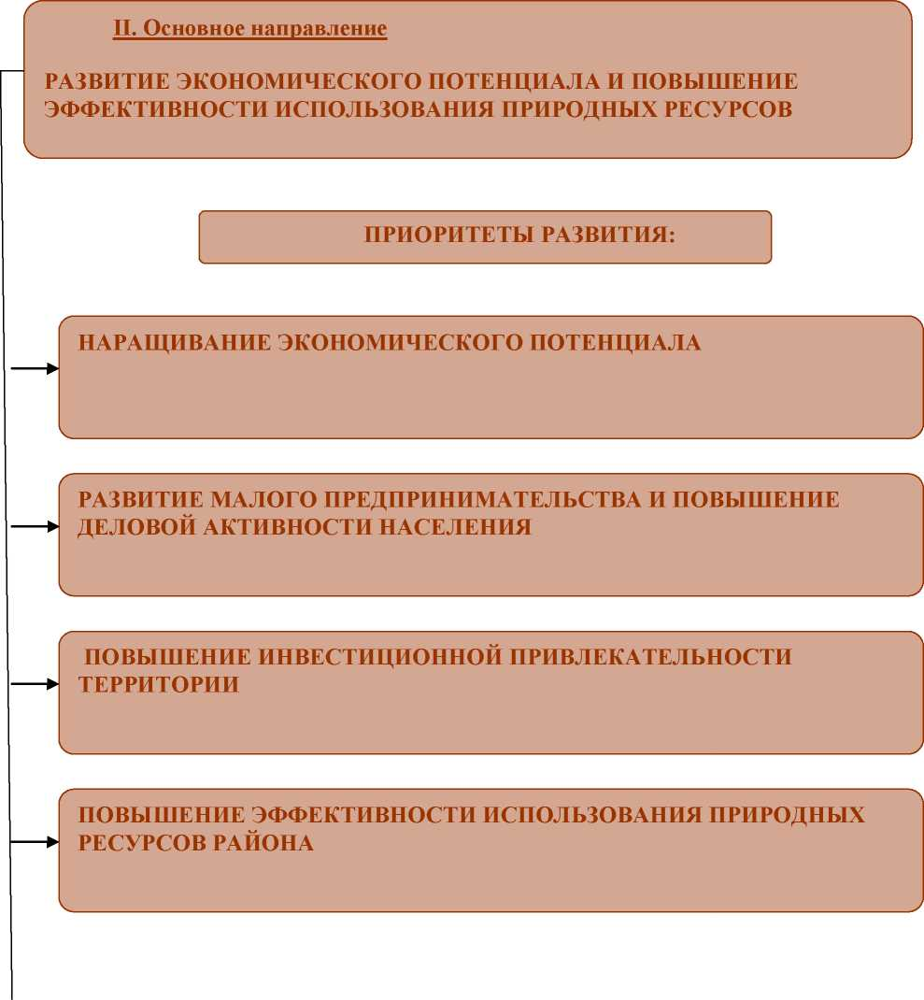 II. Основное направление
РАЗВИТИЕ ЭКОНОМИЧЕСКОГО ПОТЕНЦИАЛА И ПОВЫШЕНИЕ
ЭФФЕКТИВНОСТИ ИСПОЛЬЗОВАНИЯ ПРИРОДНЫХ РЕСУРСОВ
ПРИОРИТЕТЫ РАЗВИТИЯ:
НАРАЩИВАНИЕ ЭКОНОМИЧЕСКОГО ПОТЕНЦИАЛА
РАЗВИТИЕ МАЛОГО ПРЕДПРИНИМАТЕЛЬСТВА И ПОВЫШЕНИЕ
ДЕЛОВОЙ АКТИВНОСТИ НАСЕЛЕНИЯ
ПОВЫШЕНИЕ ИНВЕСТИЦИОННОЙ ПРИВЛЕКАТЕЛЬНОСТИ
ТЕРРИТОРИИ
ПОВЫШЕНИЕ ЭФФЕКТИВНОСТИ ИСПОЛЬЗОВАНИЯ ПРИРОДНЫХ
РЕСУРСОВ РАЙОНА